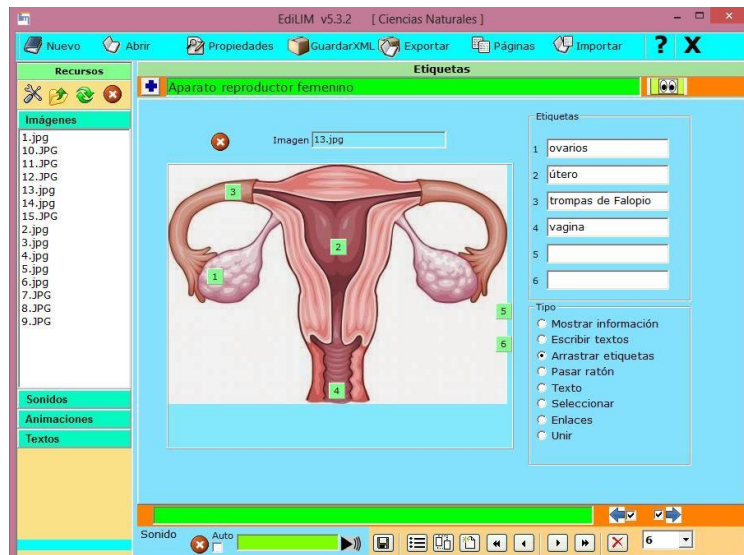 EdiLIM v5.3.2 [ Ciencias Naturales ]
Nuevo Abrir Propiedades GuardarXML Exportar Páginas Importar ? X
Recursos
Etiquetas
Aparato reproductor femenino
Imágenes
1.jpg
10.JPG
11.JPG
12.JPG
13.jpg
14.jpg
15.JPG
2.jpg
3.jpg
4.jpg
5.jpg
6.jpg
7.JPG
8.JPG
9.JPG
Sonidos
Animaciones
Textos
Imagen 13.jpg
3
2
1
5
6
4
Etiquetas
1 ovarios
2 útero
3 trompas de Falopio
4 vagina
5
6
Tipo
Mostrar información
Escribir textos
Arrastrar etiquetas
Pasar ratón
Texto
Seleccionar
Enlaces
Unir
Sonido Auto
6